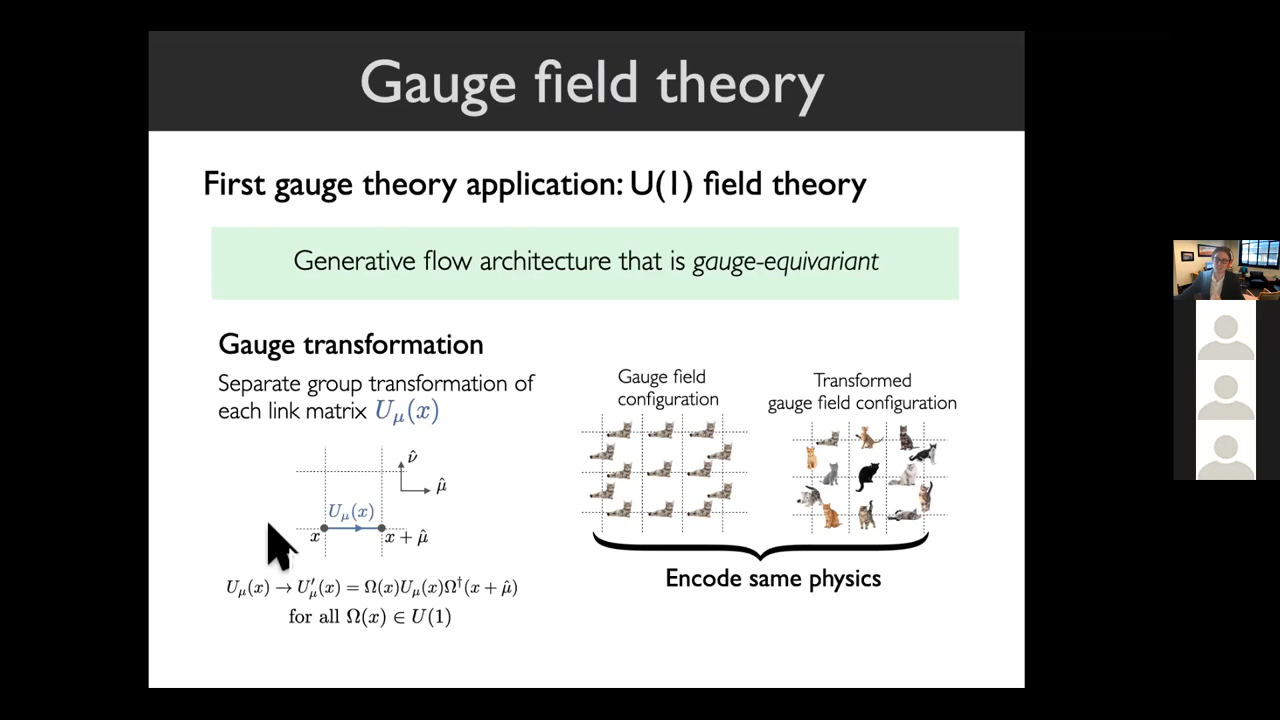 Gauge field theory
First gauge theory application: U(1) field theory
Generative flow architecture that is gauge-equivariant
Gauge transformation
Separate group transformation of
each link matrix U_μ(x)
ν̂
μ̂
U_μ(x)
x
x + μ̂
U_μ(x) → U′_μ(x) = Ω(x)U_μ(x)Ω†(x + μ̂)
for all Ω(x) ∈ U(1)
Gauge field
configuration
Transformed
gauge field configuration
Encode same physics